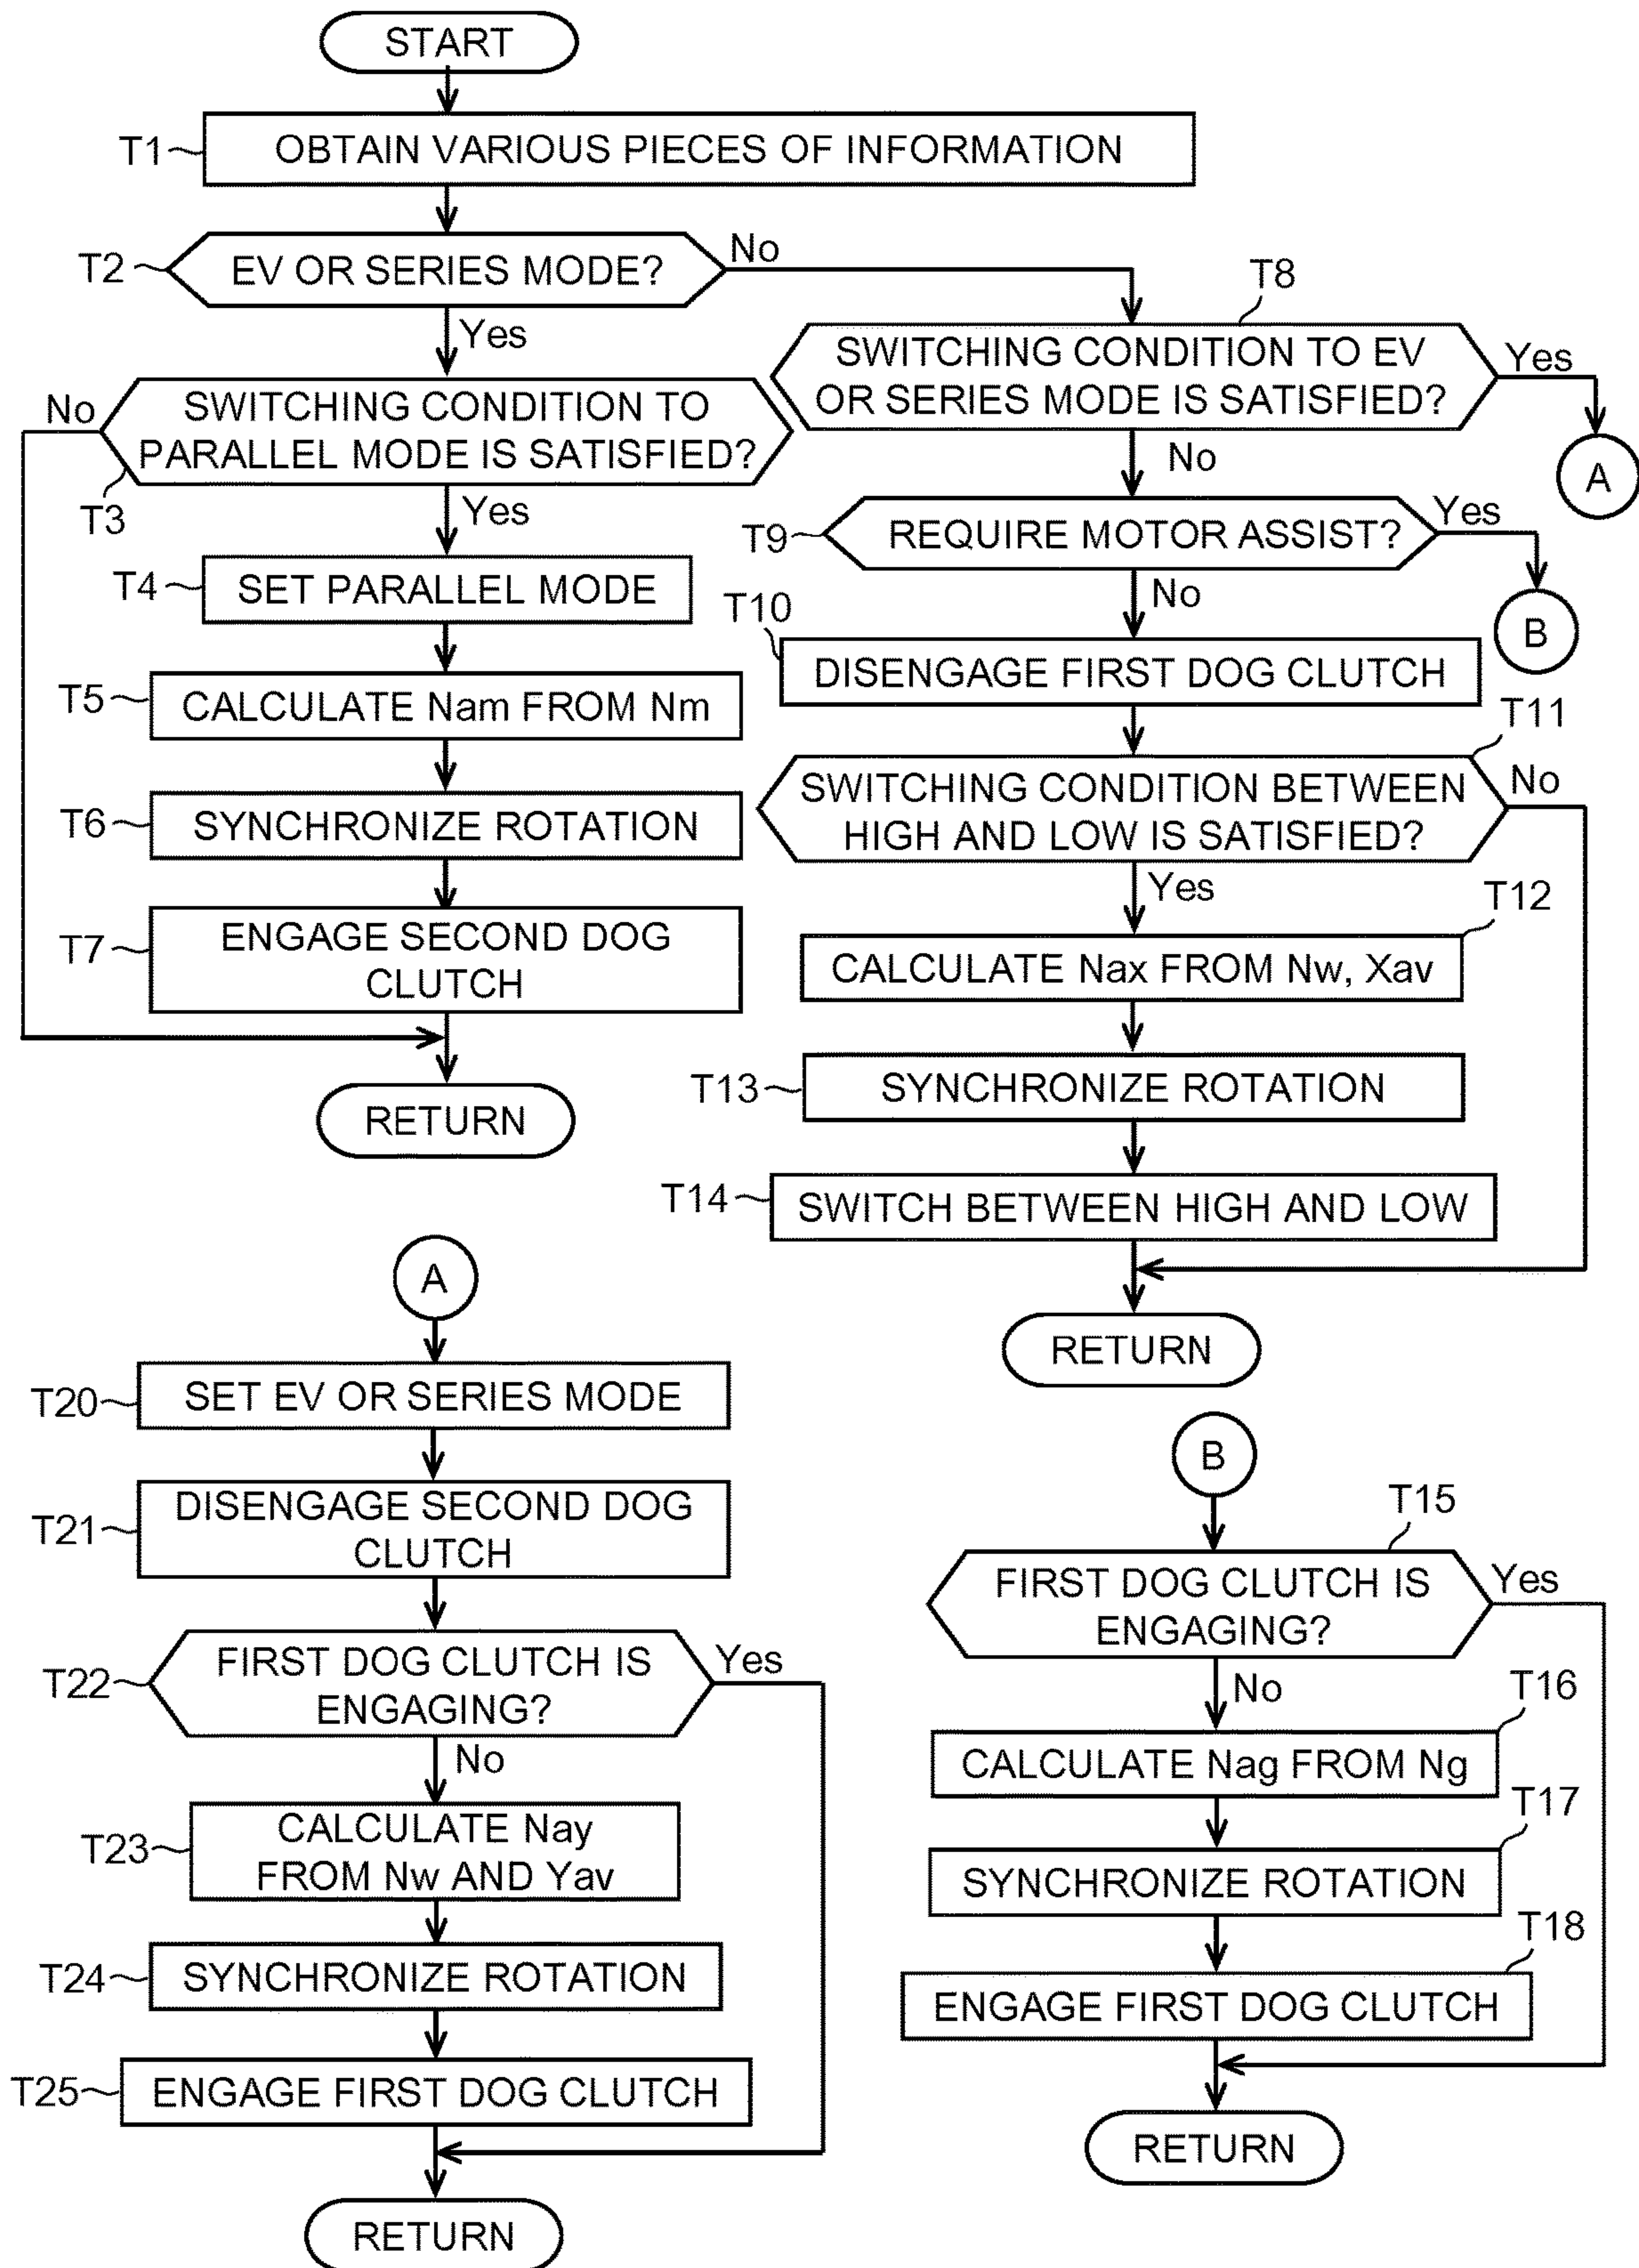 START
T1
OBTAIN VARIOUS PIECES OF INFORMATION
T2
EV OR SERIES MODE?
No
Yes
T3
No
SWITCHING CONDITION TO
PARALLEL MODE IS SATISFIED?
Yes
T4
SET PARALLEL MODE
T5
CALCULATE Nam FROM Nm
T6
SYNCHRONIZE ROTATION
T7
ENGAGE SECOND DOG
CLUTCH
RETURN
T8
SWITCHING CONDITION TO EV
OR SERIES MODE IS SATISFIED?
Yes
A
No
T9
REQUIRE MOTOR ASSIST?
Yes
B
No
T10
DISENGAGE FIRST DOG CLUTCH
T11
SWITCHING CONDITION BETWEEN
HIGH AND LOW IS SATISFIED?
No
Yes
T12
CALCULATE Nax FROM Nw, Xav
T13
SYNCHRONIZE ROTATION
T14
SWITCH BETWEEN HIGH AND LOW
RETURN
A
T20
SET EV OR SERIES MODE
T21
DISENGAGE SECOND DOG
CLUTCH
T22
FIRST DOG CLUTCH IS
ENGAGING?
Yes
No
T23
CALCULATE Nay
FROM Nw AND Yav
T24
SYNCHRONIZE ROTATION
T25
ENGAGE FIRST DOG CLUTCH
RETURN
B
T15
FIRST DOG CLUTCH IS
ENGAGING?
Yes
No
T16
CALCULATE Nag FROM Ng
T17
SYNCHRONIZE ROTATION
T18
ENGAGE FIRST DOG CLUTCH
RETURN